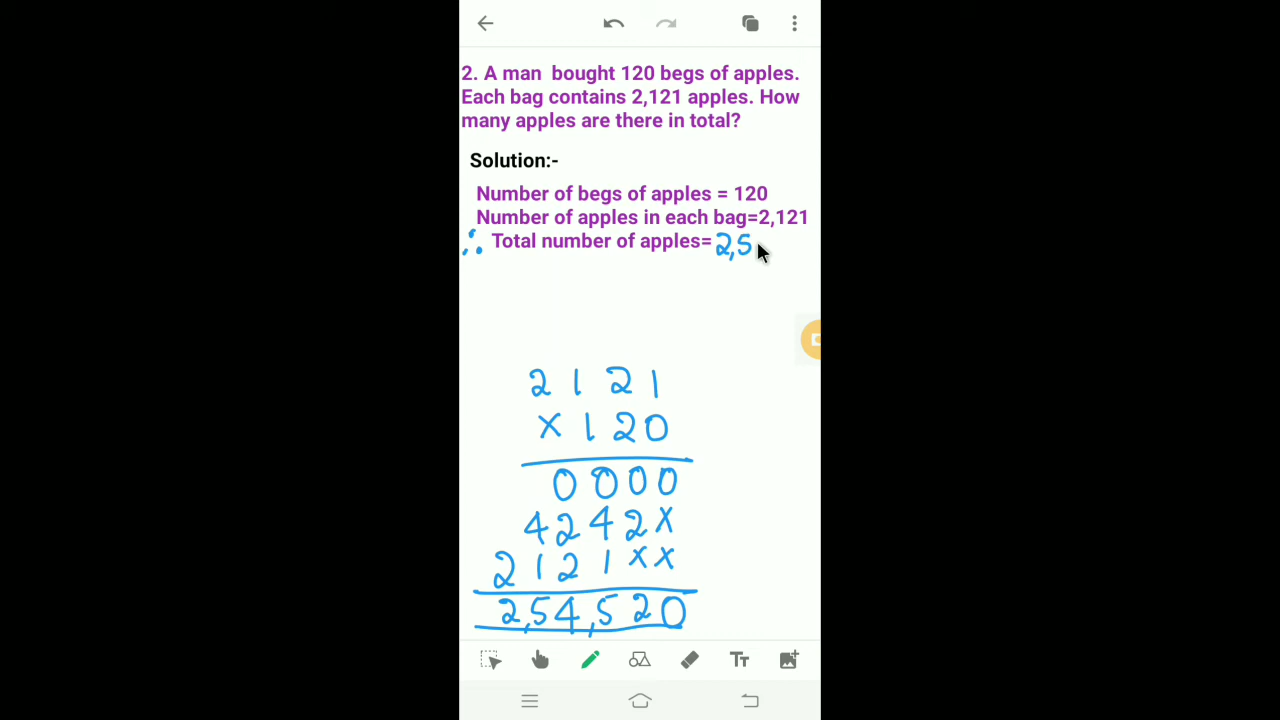 2. A man bought 120 begs of apples.
Each bag contains 2,121 apples. How
many apples are there in total?
Solution:-
Number of begs of apples = 120
Number of apples in each bag=2,121
∴ Total number of apples= 2,5
2 1 2 1
× 1 2 0
0 0 0 0
4 2 4 2 ×
2 1 2 1 × ×
2,54,520
Tт